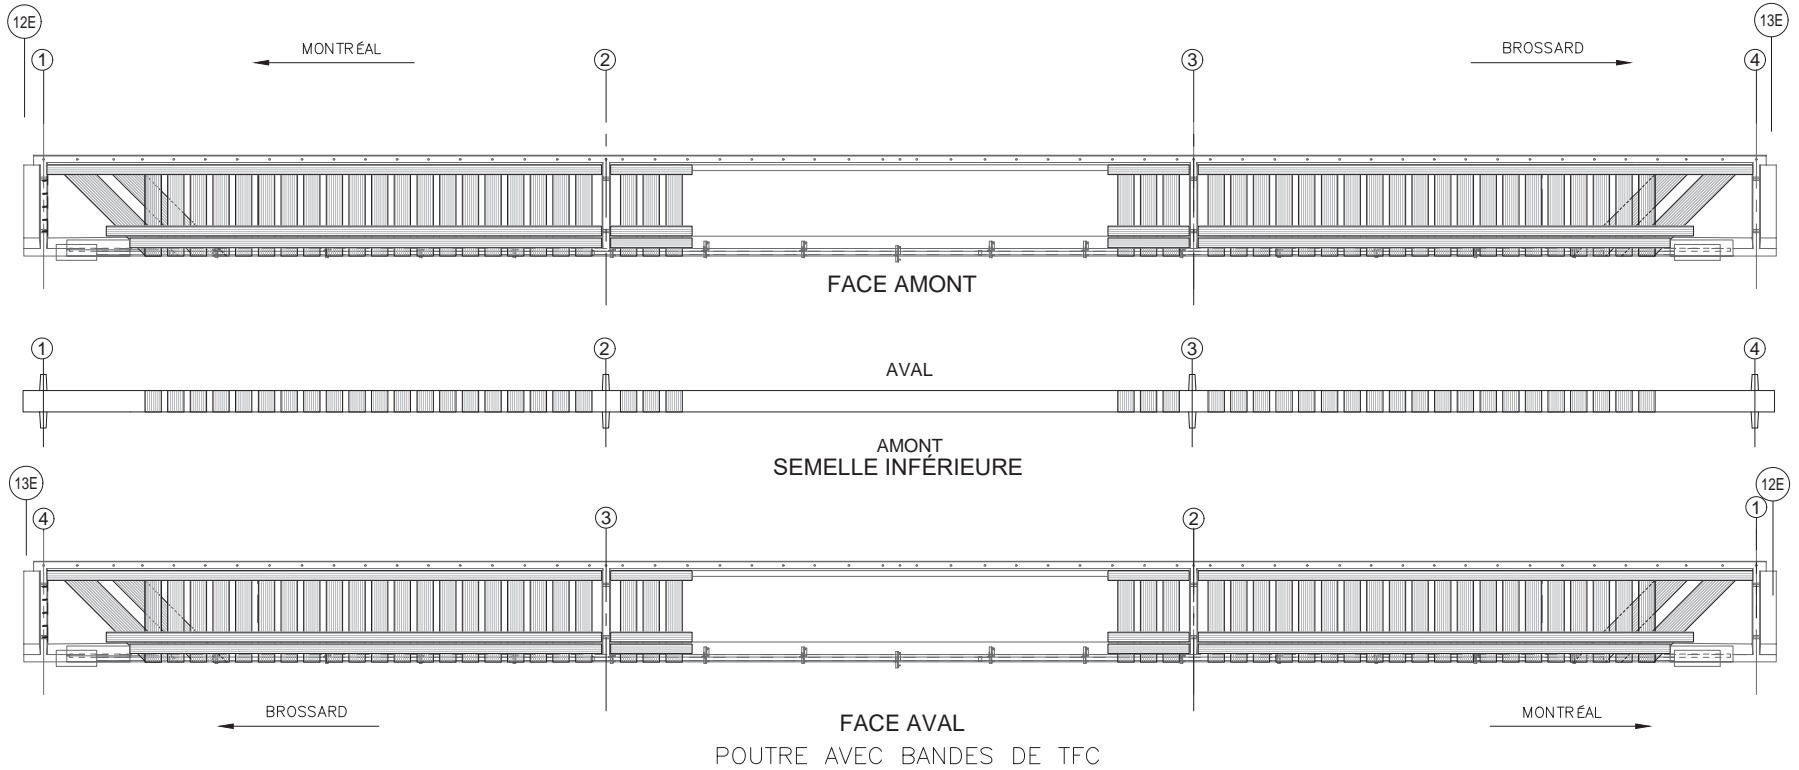 12E
13E
MONTRÉAL
BROSSARD
1
2
3
4
FACE AMONT
1
2
3
4
AVAL
AMONT
SEMELLE INFÉRIEURE
13E
12E
4
3
2
1
BROSSARD
MONTRÉAL
FACE AVAL
POUTRE AVEC BANDES DE TFC